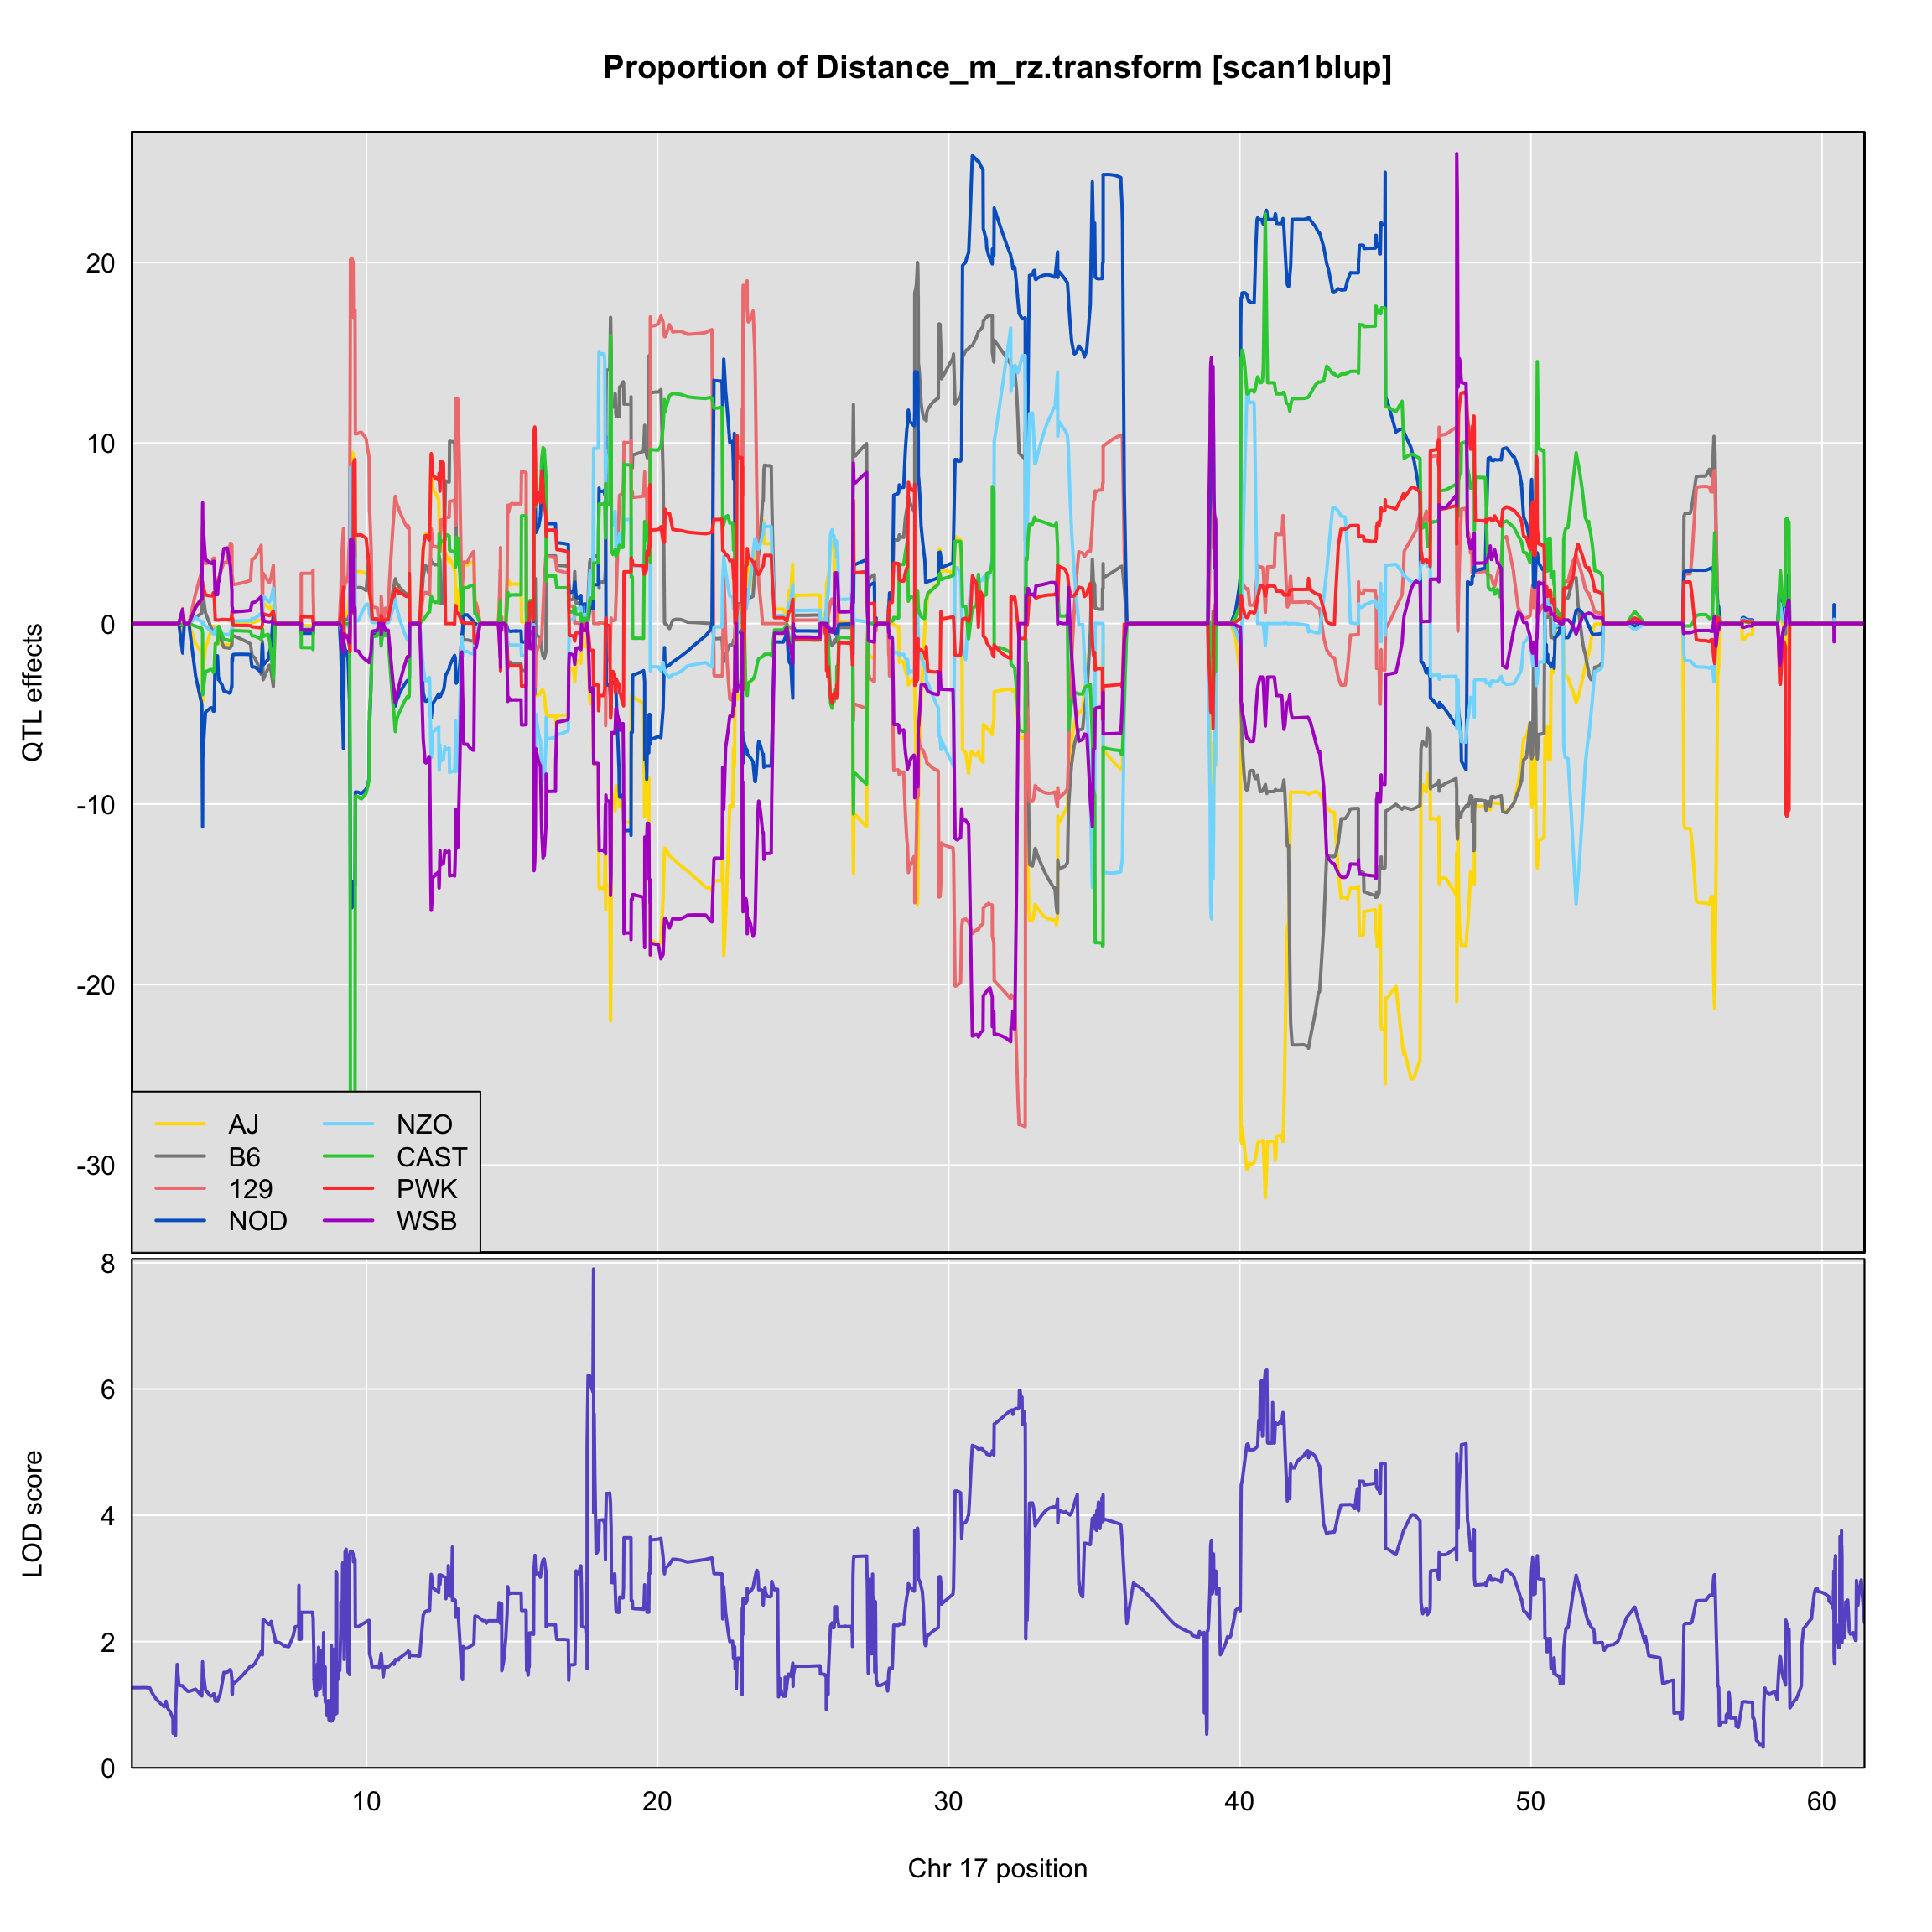 Proportion of Distance_m_rz.transform [scan1blup]
QTL effects
20
10
0
-10
-20
-30
AJ NZO
B6 CAST
129 PWK
NOD WSB
LOD score
8
6
4
2
0
10 20 30 40 50 60
Chr 17 position